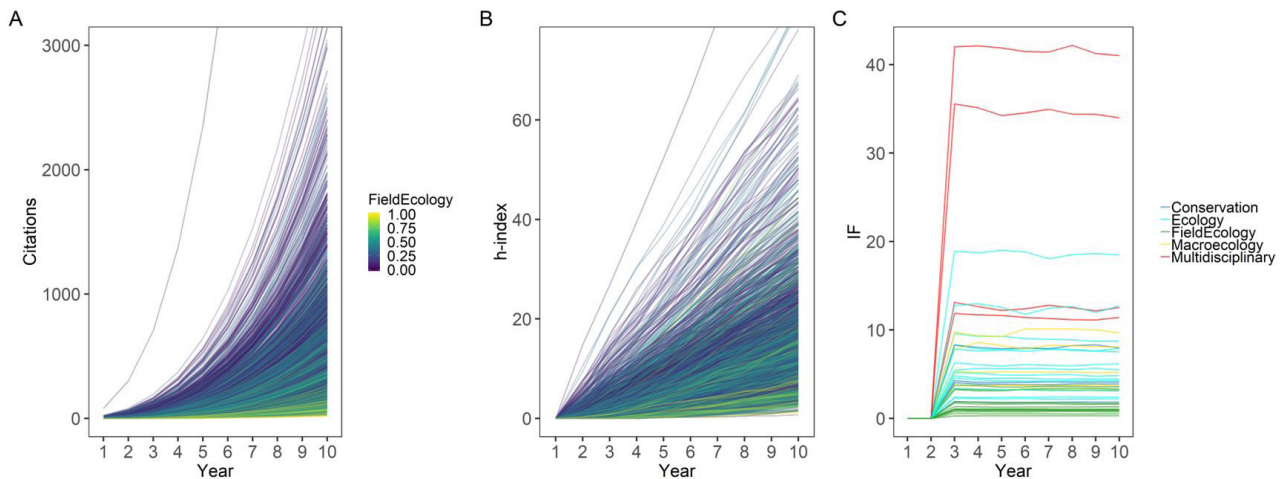 A
Citations
3000
2000
1000
0
1 2 3 4 5 6 7 8 9 10
Year
FieldEcology
1.00
0.75
0.50
0.25
0.00
B
h-index
60
40
20
0
1 2 3 4 5 6 7 8 9 10
Year
C
IF
40
30
20
10
0
1 2 3 4 5 6 7 8 9 10
Year
Conservation
Ecology
FieldEcology
Macroecology
Multidisciplinary